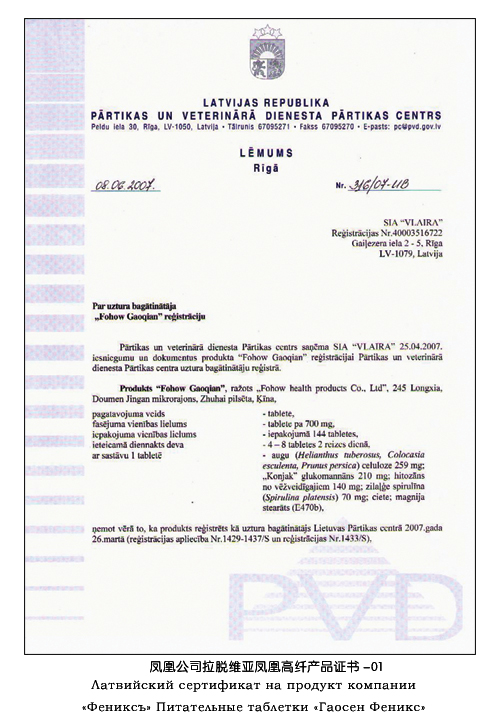 LATVIJAS REPUBLIKA
PĀRTIKAS UN VETERINĀRĀ DIENESTA PĀRTIKAS CENTRS
Peldu iela 30, Rīga, LV-1050, Latvija • Tālrunis 67095271 • Fakss 67095270 • E-pasts: pc@pvd.gov.lv
LĒMUMS
Rīgā
08.06.2007. Nr. 316/07-UB
SIA “VLAIRA”
Reģistrācijas Nr.40003516722
Gaiļezera iela 2 - 5, Rīga
LV-1079, Latvija
Par uztura bagātinātāja
„Fohow Gaoqian” reģistrāciju
Pārtikas un veterinārā dienesta Pārtikas centrs saņēma SIA “VLAIRA” 25.04.2007.
iesniegumu un dokumentus produkta “Fohow Gaoqian” reģistrācijai Pārtikas un veterinārā
dienesta Pārtikas centra uztura bagātinātāju reģistrā.
Produkts “Fohow Gaoqian”, ražots „Fohow health products Co., Ltd”, 245 Longxia,
Doumen Jingan mikrorajons, Zhuhai pilsēta, Ķīna,
pagatavojuma veids - tablete,
fasējuma vienības lielums - tablete pa 700 mg,
iepakojuma vienības lielums - iepakojumā 144 tabletes,
ieteicamā diennakts deva - 4 – 8 tabletes 2 reizes dienā,
ar sastāvu 1 tabletē - augu (Helianthus tuberosus, Colocasia
esculenta, Prunus persica) celuloze 259 mg;
„Konjak” glukomannāns 210 mg; hitozāns
no vēžveidīgajiem 140 mg; zilaļģe spirulīna
(Spirulina platensis) 70 mg; ciete; magnija
stearāts (E470b),
ņemot vērā to, ka produkts reģistrēts kā uztura bagātinātājs Lietuvas Pārtikas centrā 2007.gada
26.martā (reģistrācijas apliecība Nr.1429-1437/S un reģistrācijas Nr.1433/S),
PVD
凤凰公司拉脱维亚凤凰高纤产品证书 -01
Латвийский сертификат на продукт компании
«Фениксъ» Питательные таблетки «Гаосен Феникс»